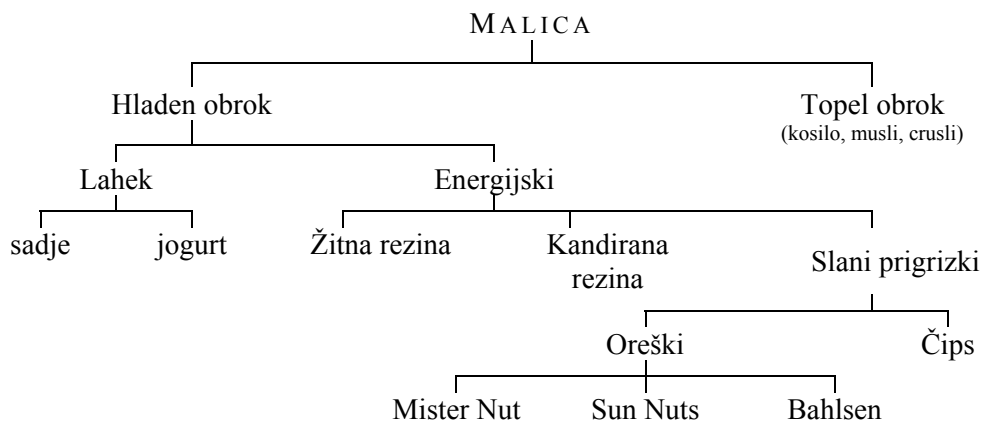 MALICA
Hladen obrok
Topel obrok
(kosilo, musli, crusli)
Lahek
Energijski
sadje
jogurt
Žitna rezina
Kandirana
rezina
Slani prigrizki
Oreški
Čips
Mister Nut
Sun Nuts
Bahlsen